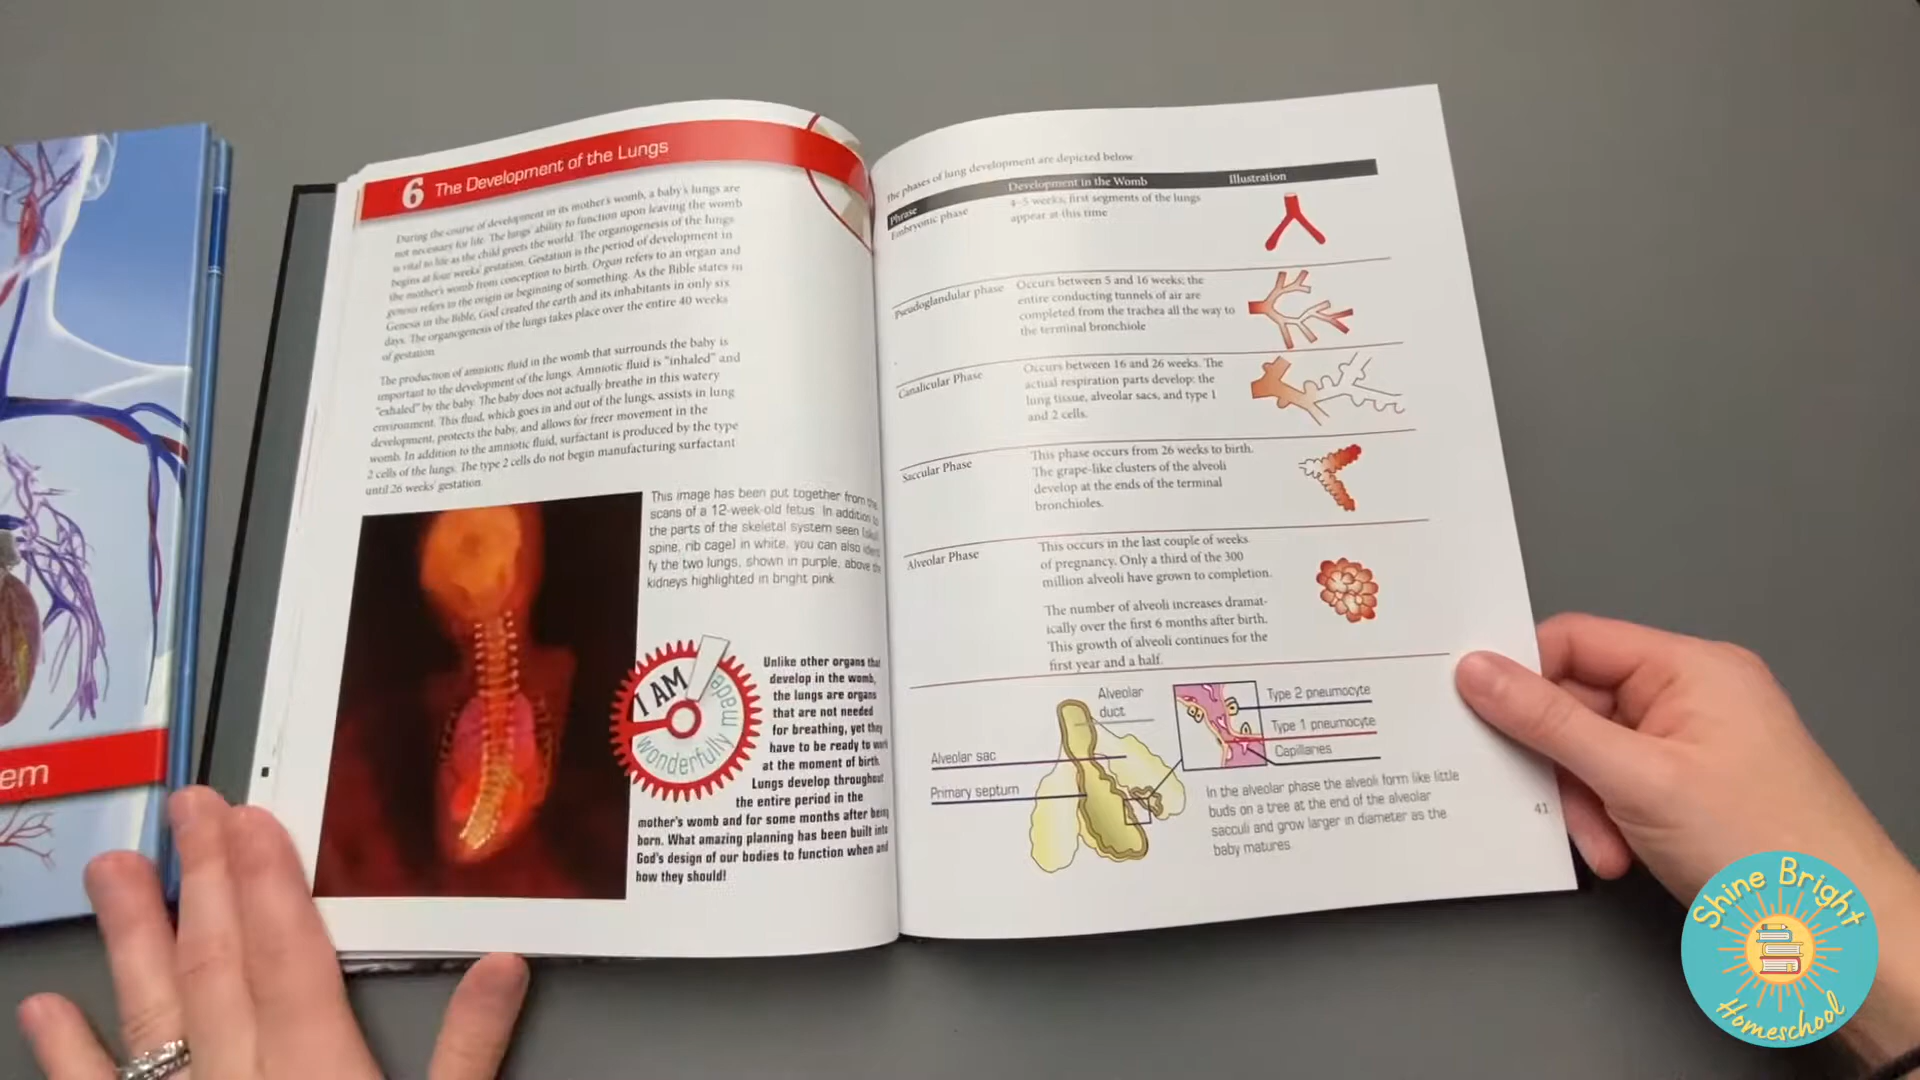 em
6 The Development of the Lungs
During the course of development in its mother's womb, a baby's lungs are
not necessary for life. The lungs' ability to function upon leaving the womb
is vital to life as the child greets the world. The organogenesis of the lungs
begins at four weeks' gestation. Gestation is the period of development in
the mother's womb from conception to birth. Organ refers to an organ and
genesis refers to the origin or beginning of something. As the Bible states in
Genesis in the Bible, God created the earth and its inhabitants in only six
days. The organogenesis of the lungs takes place over the entire 40 weeks
of gestation.
The production of amniotic fluid in the womb that surrounds the baby is
important to the development of the lungs. Amniotic fluid is "inhaled" and
"exhaled" by the baby. The baby does not actually breathe in this watery
environment. This fluid, which goes in and out of the lungs, assists in lung
development, protects the baby, and allows for freer movement in the
womb. In addition to the amniotic fluid, surfactant is produced by the type
2 cells of the lungs. The type 2 cells do not begin manufacturing surfactant
until 26 weeks' gestation.
This image has been put together from the
scans of a 12-week-old fetus. In addition to
the parts of the skeletal system seen
spine, rib cage) in white, you can also
fy the two lungs, shown in purple, above
kidneys highlighted in bright pink.
I AM
wonderfully made!
Unlike other organs that
develop in the womb,
the lungs are organs
that are not needed
for breathing, yet they
have to be ready to work
at the moment of birth.
Lungs develop throughout
the entire period in the
mother's womb and for some months after being
born. What amazing planning has been built into
God's design of our bodies to function when and
how they should!
The phases of lung development are depicted below
Phrase Development in the Womb Illustration
Embryonic phase
4–5 weeks, first segments of the lungs
appear at this time
Pseudoglandular phase
Occurs between 5 and 16 weeks; the
entire conducting tunnels of air are
completed from the trachea all the way to
the terminal bronchiole
Canalicular Phase
Occurs between 16 and 26 weeks. The
actual respiration parts develop: the
lung tissue, alveolar sacs, and type 1
and 2 cells.
Saccular Phase
This phase occurs from 26 weeks to birth.
The grape-like clusters of the alveoli
develop at the ends of the terminal
bronchioles.
Alveolar Phase
This occurs in the last couple of weeks
of pregnancy. Only a third of the 300
million alveoli have grown to completion.
The number of alveoli increases dramat-
ically over the first 6 months after birth.
This growth of alveoli continues for the
first year and a half.
Alveolar
duct
Alveolar sac
Primary septum
Type 2 pneumocyte
Type 1 pneumocyte
Capillaries
In the alveolar phase the alveoli form like little
buds on a tree at the end of the alveolar
sacculi and grow larger in diameter as the
baby matures.
41
Shine Bright
Homeschool